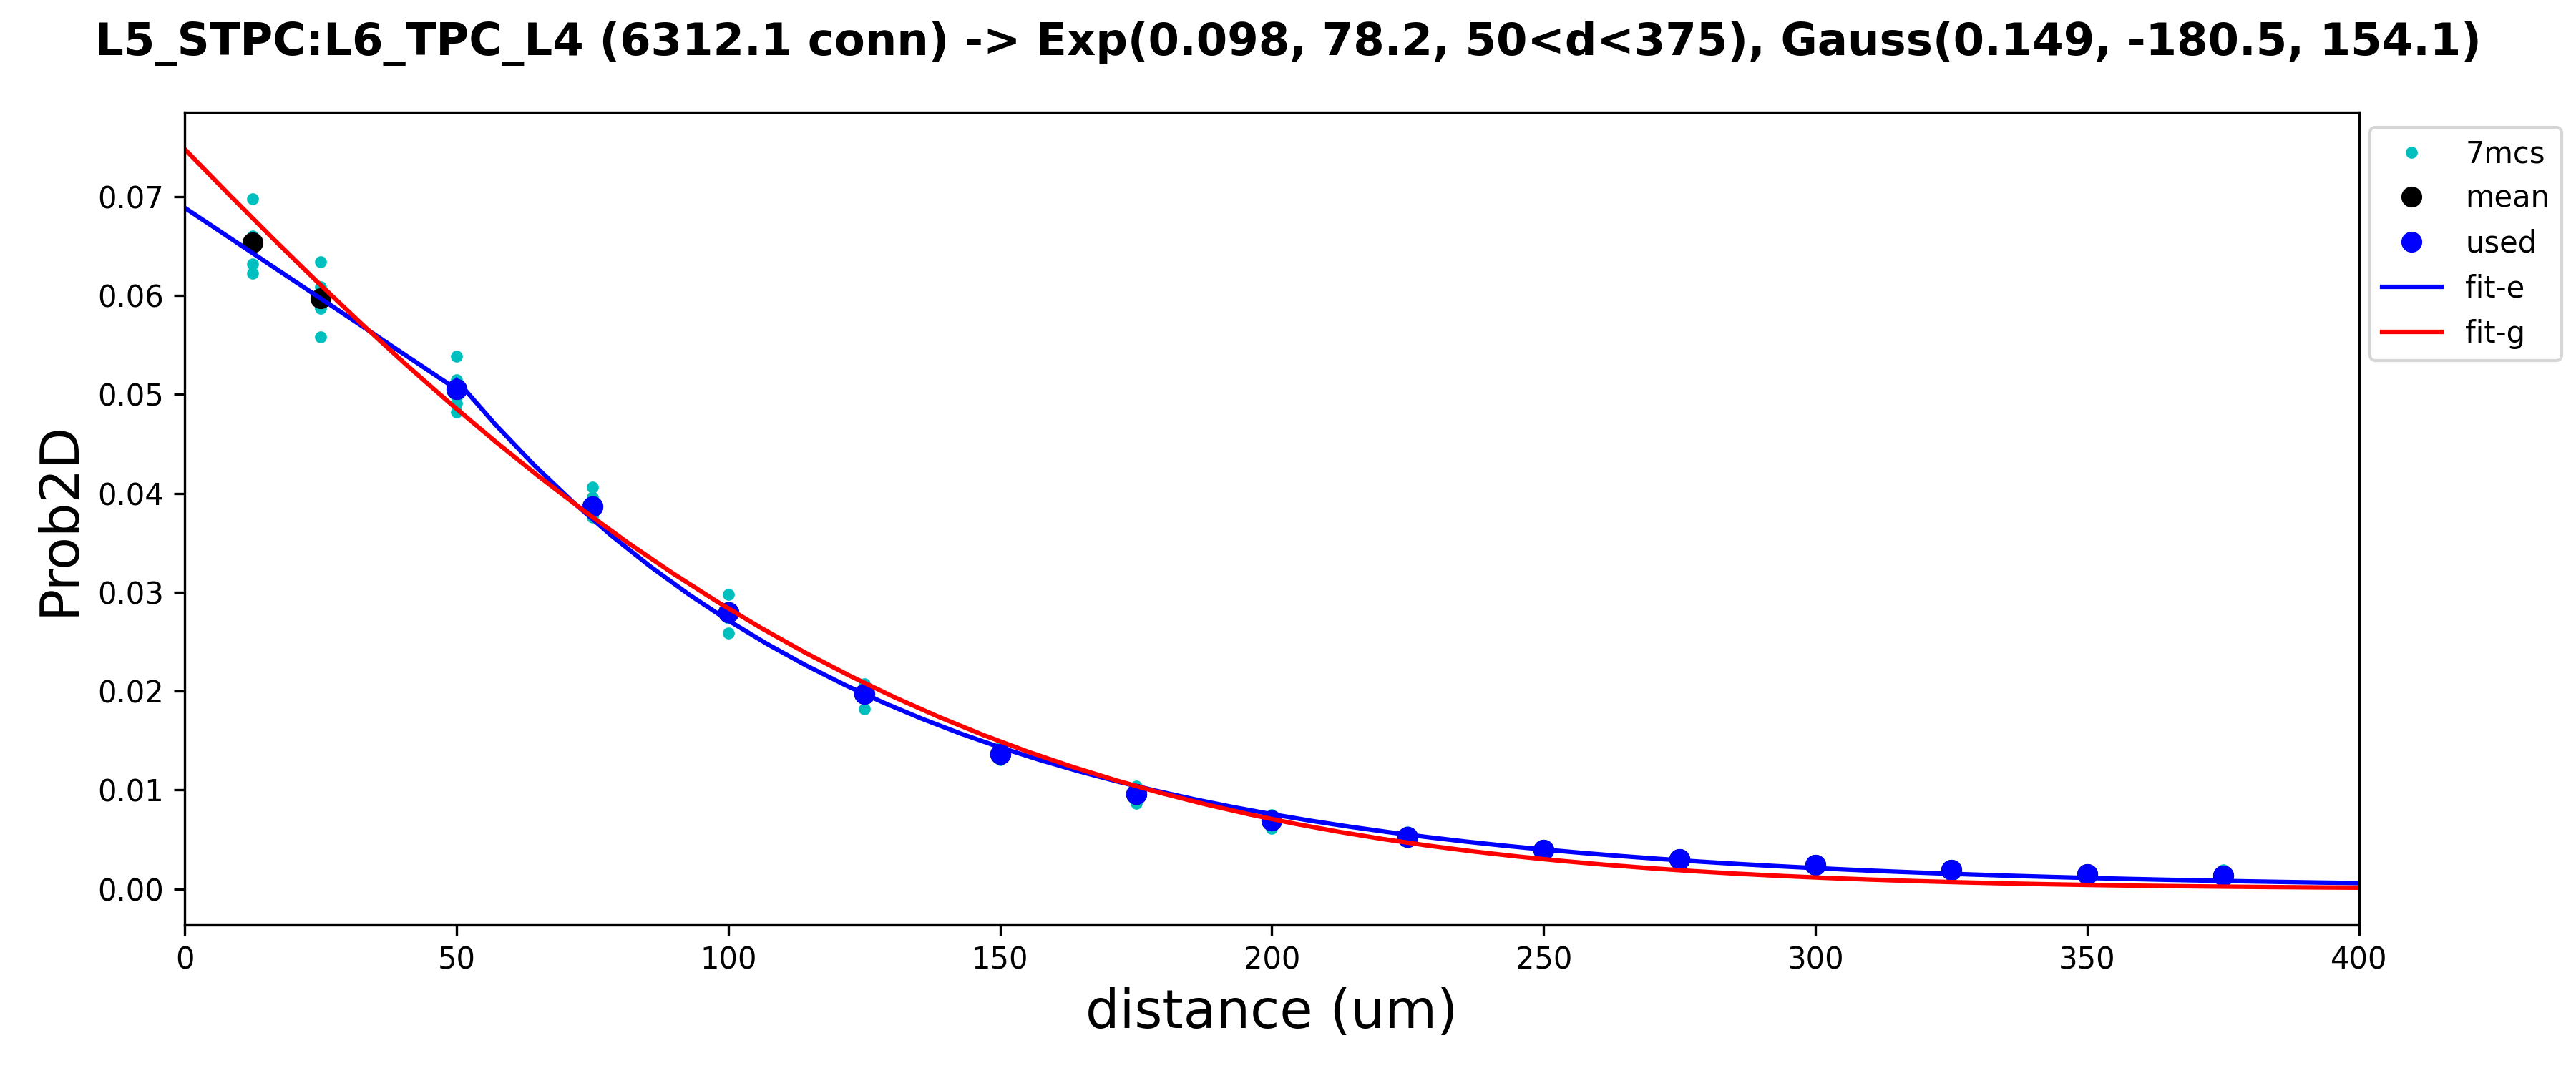 L5_STPC:L6_TPC_L4 (6312.1 conn) -> Exp(0.098, 78.2, 50<d<375), Gauss(0.149, -180.5, 154.1)
7mcs
mean
used
fit-e
fit-g
Prob2D
0.07
0.06
0.05
0.04
0.03
0.02
0.01
0.00
0 50 100 150 200 250 300 350 400
distance (um)